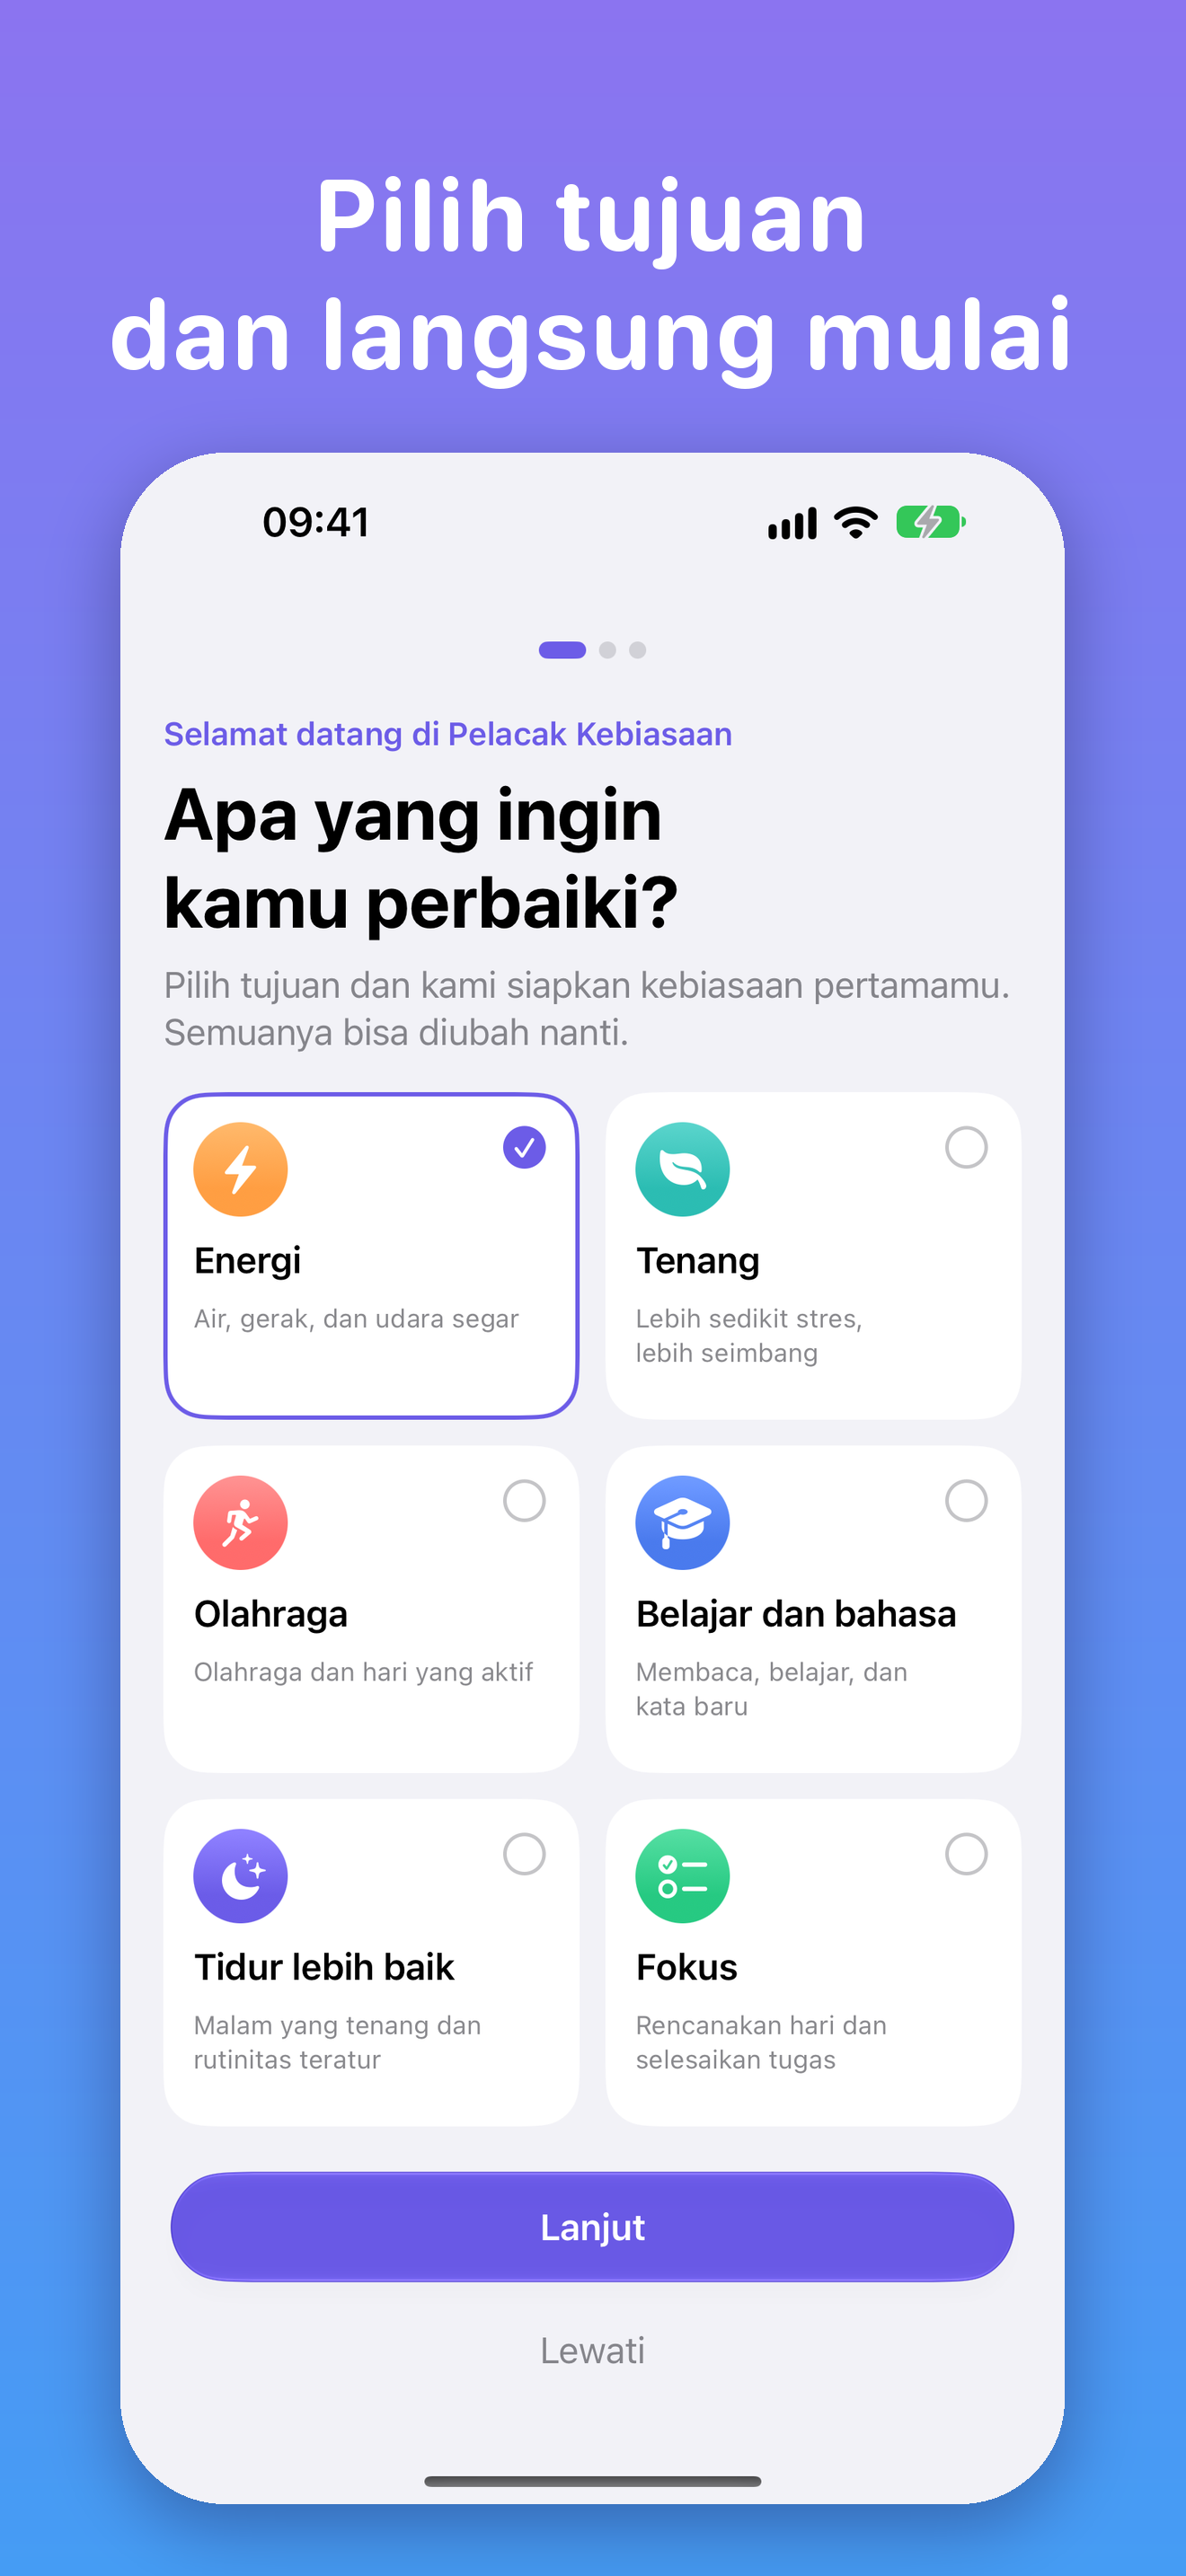 Pilih tujuan
dan langsung mulai
09:41
Selamat datang di Pelacak Kebiasaan
Apa yang ingin
kamu perbaiki?
Pilih tujuan dan kami siapkan kebiasaan pertamamu.
Semuanya bisa diubah nanti.
Energi
Air, gerak, dan udara segar
Tenang
Lebih sedikit stres,
lebih seimbang
Olahraga
Olahraga dan hari yang aktif
Belajar dan bahasa
Membaca, belajar, dan
kata baru
Tidur lebih baik
Malam yang tenang dan
rutinitas teratur
Fokus
Rencanakan hari dan
selesaikan tugas
Lanjut
Lewati